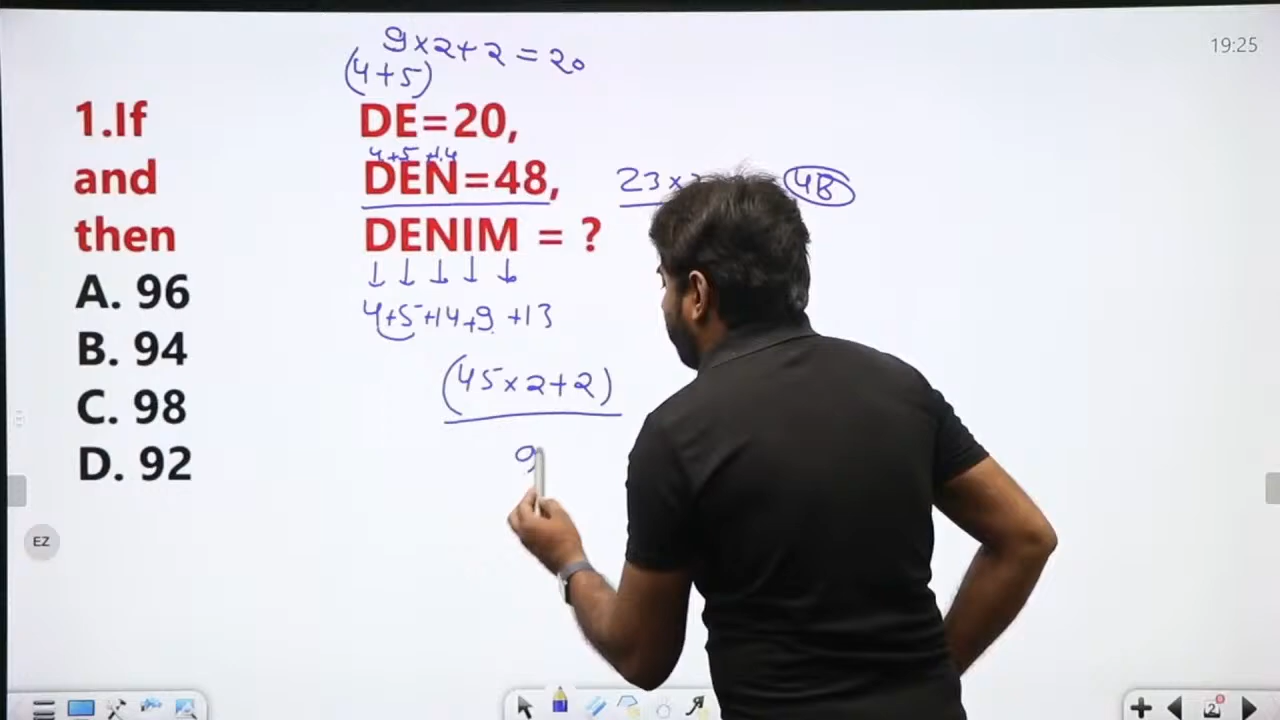 9×2+2=20
19:25
(4+5)
1.If DE=20,
4+5+14
and DEN=48, 23× 48
then DENIM = ?
A. 96
4+5+14+9+13
B. 94
(45×2+2)
C. 98
9
D. 92
EZ
2